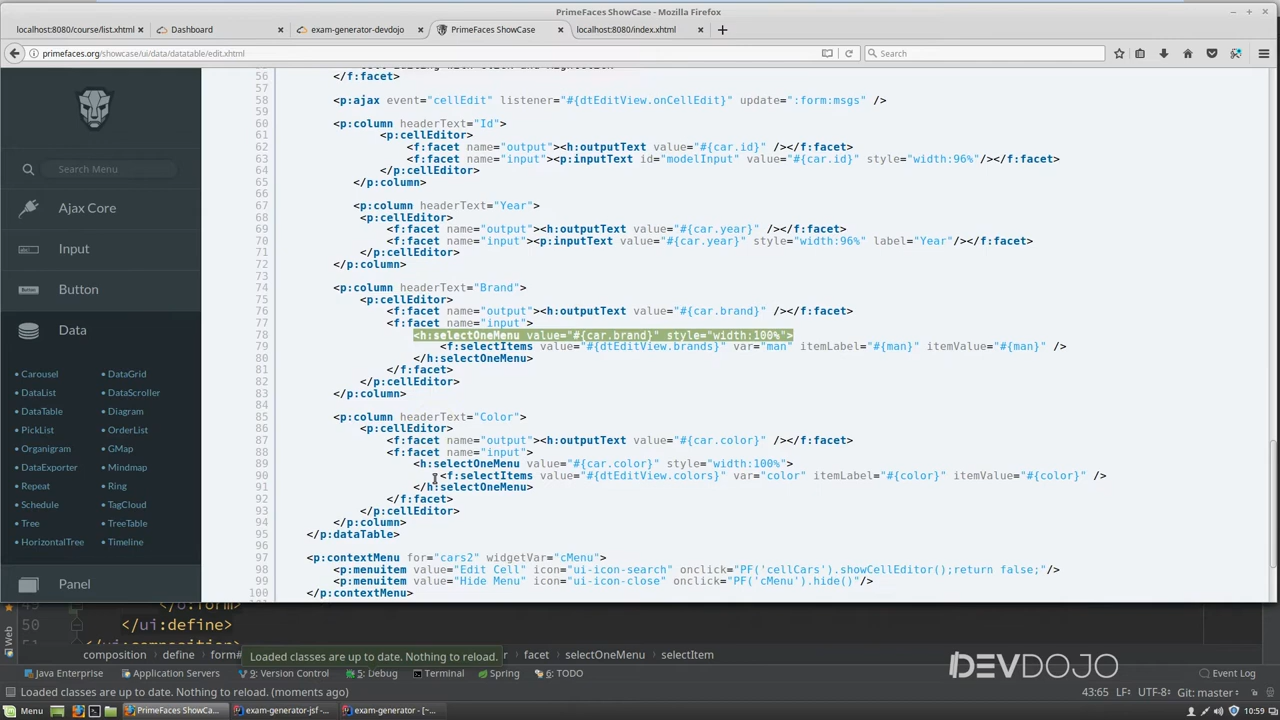 PrimeFaces ShowCase - Mozilla Firefox
localhost:8080/course/list.xhtml × Dashboard × exam-generator-devdojo × PrimeFaces ShowCase × localhost:8080/index.xhtml ×
primefaces.org/showcase/ui/data/datatable/edit.xhtml Search
56 </f:facet>
57
58 <p:ajax event="cellEdit" listener="#{dtEditView.onCellEdit}" update=":form:msgs" />
59
60 <p:column headerText="Id">
61 <p:cellEditor>
62 <f:facet name="output"><h:outputText value="#{car.id}" /></f:facet>
63 <f:facet name="input"><p:inputText id="modelInput" value="#{car.id}" style="width:96%"/></f:facet>
64 </p:cellEditor>
65 </p:column>
66
67 <p:column headerText="Year">
68 <p:cellEditor>
69 <f:facet name="output"><h:outputText value="#{car.year}" /></f:facet>
70 <f:facet name="input"><p:inputText value="#{car.year}" style="width:96%" label="Year"/></f:facet>
71 </p:cellEditor>
72 </p:column>
73
74 <p:column headerText="Brand">
75 <p:cellEditor>
76 <f:facet name="output"><h:outputText value="#{car.brand}" /></f:facet>
77 <f:facet name="input">
78 <h:selectOneMenu value="#{car.brand}" style="width:100%">
79 <f:selectItems value="#{dtEditView.brands}" var="man" itemLabel="#{man}" itemValue="#{man}" />
80 </h:selectOneMenu>
81 </f:facet>
82 </p:cellEditor>
83 </p:column>
84
85 <p:column headerText="Color">
86 <p:cellEditor>
87 <f:facet name="output"><h:outputText value="#{car.color}" /></f:facet>
88 <f:facet name="input">
89 <h:selectOneMenu value="#{car.color}" style="width:100%">
90 <f:selectItems value="#{dtEditView.colors}" var="color" itemLabel="#{color}" itemValue="#{color}" />
91 </h:selectOneMenu>
92 </f:facet>
93 </p:cellEditor>
94 </p:column>
95 </p:dataTable>
96
97 <p:contextMenu for="cars2" widgetVar="cMenu">
98 <p:menuitem value="Edit Cell" icon="ui-icon-search" onclick="PF('cellCars').showCellEditor();return false;"/>
99 <p:menuitem value="Hide Menu" icon="ui-icon-close" onclick="PF('cMenu').hide()"/>
100 </p:contextMenu>
Search Menu
Ajax Core
Input
Button
Data
• Carousel • DataGrid
• DataList • DataScroller
• DataTable • Diagram
• PickList • OrderList
• Organigram • GMap
• DataExporter • Mindmap
• Repeat • Ring
• Schedule • TagCloud
• Tree • TreeTable
• HorizontalTree • Timeline
Panel
50 </ui:define>
Web
composition define form# facet selectOneMenu selectItem
Loaded classes are up to date. Nothing to reload.
DEVDOJO
Java Enterprise Application Servers 9: Version Control 5: Debug Terminal Spring 6: TODO Event Log
Loaded classes are up to date. Nothing to reload. (moments ago) 43:65 LF÷ UTF-8÷ Git: master÷
Menu PrimeFaces ShowCa... exam-generator-jsf -... exam-generator - [~... 10:59